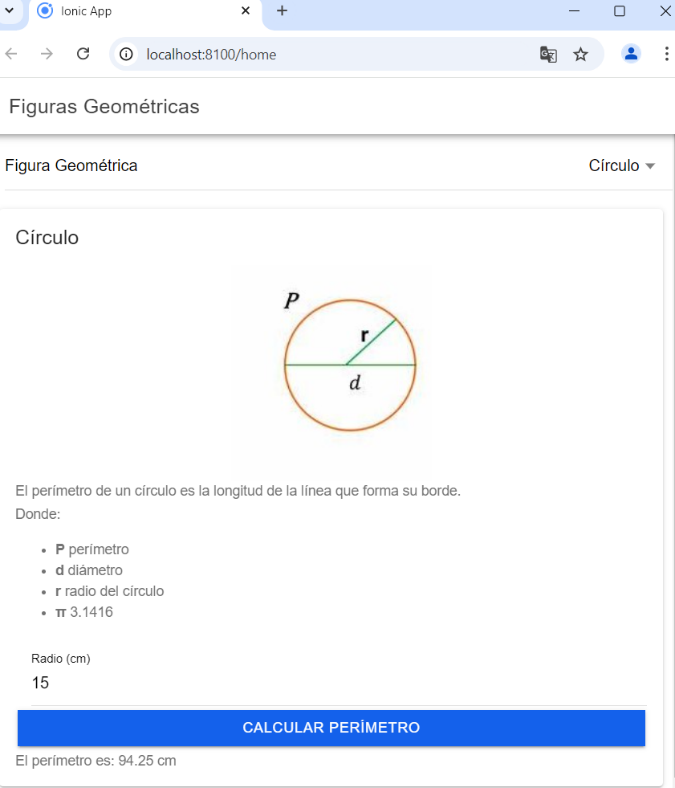 Ionic App
localhost:8100/home
Figuras Geométricas
Figura Geométrica Círculo
Círculo
P
r
d
El perímetro de un círculo es la longitud de la línea que forma su borde.
Donde:
• P perímetro
• d diámetro
• r radio del círculo
• π 3.1416
Radio (cm)
15
CALCULAR PERÍMETRO
El perímetro es: 94.25 cm